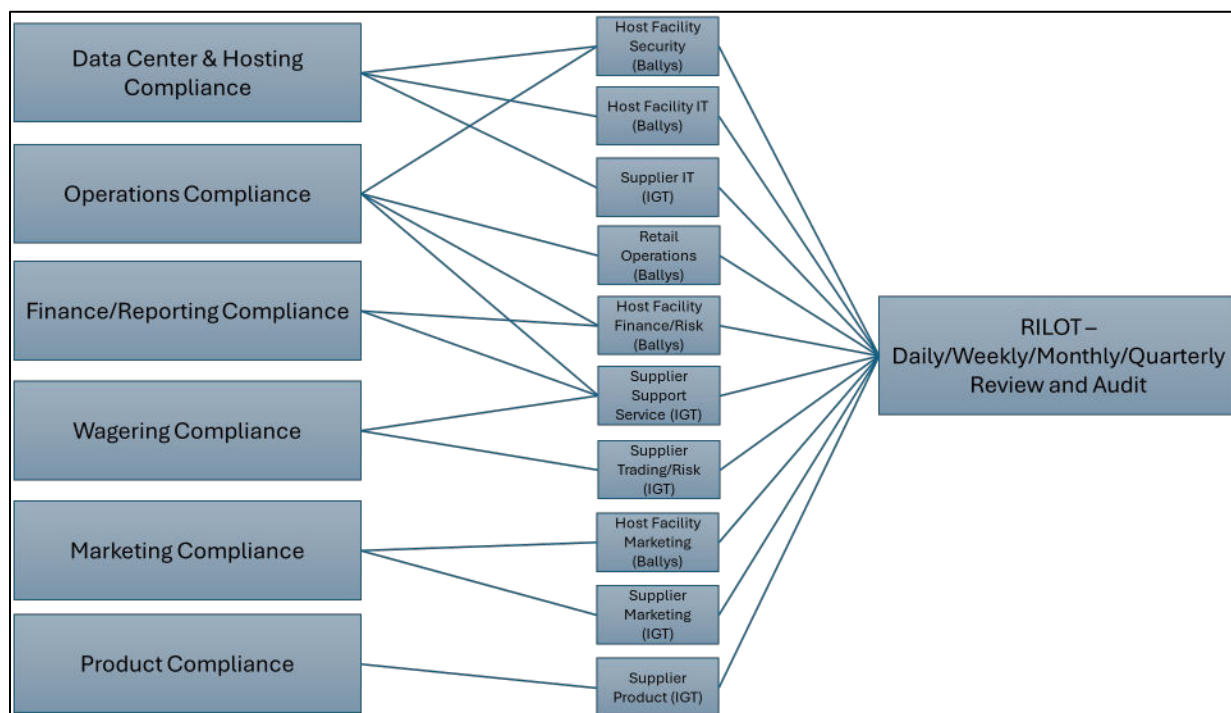 Data Center & Hosting
Compliance
Operations Compliance
Finance/Reporting Compliance
Wagering Compliance
Marketing Compliance
Product Compliance
Host Facility
Security
(Ballys)
Host Facility IT
(Ballys)
Supplier IT
(IGT)
Retail
Operations
(Ballys)
Host Facility
Finance/Risk
(Ballys)
Supplier
Support
Service (IGT)
Supplier
Trading/Risk
(IGT)
Host Facility
Marketing
(Ballys)
Supplier
Marketing
(IGT)
Supplier
Product (IGT)
RILOT –
Daily/Weekly/Monthly/Quarterly
Review and Audit